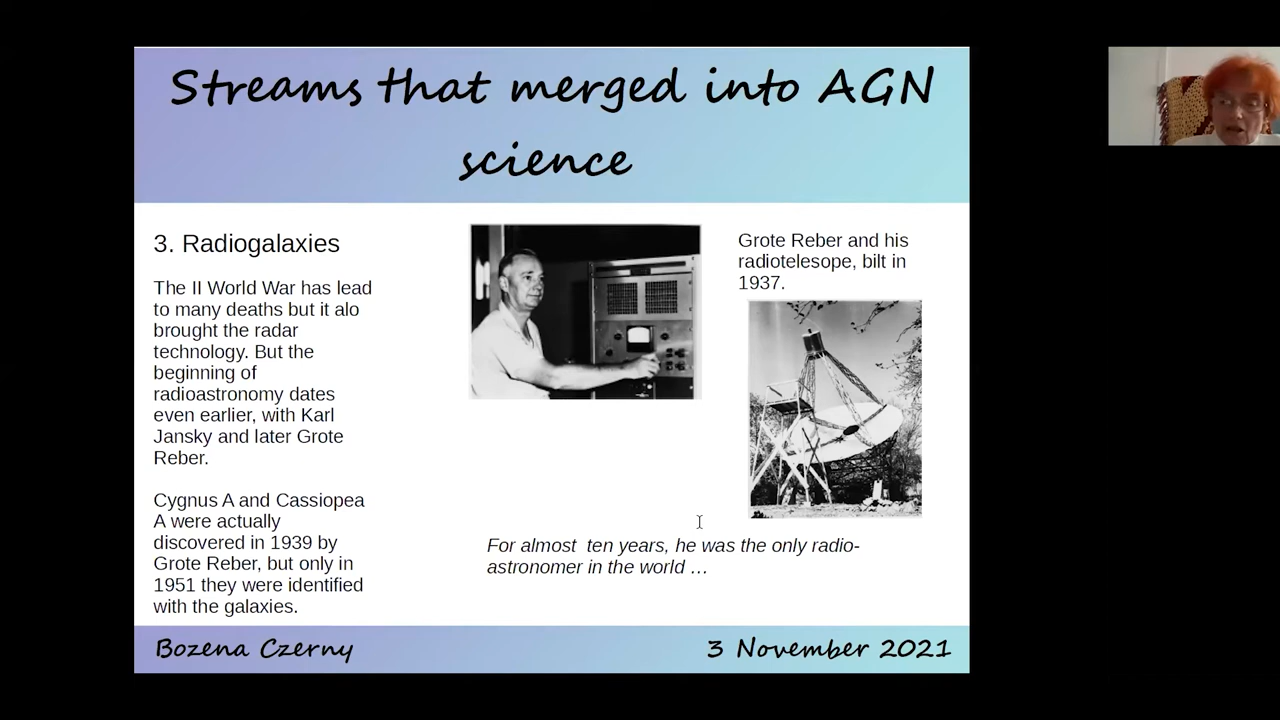 Streams that merged into AGN
science
3. Radiogalaxies
The II World War has lead
to many deaths but it alo
brought the radar
technology. But the
beginning of
radioastronomy dates
even earlier, with Karl
Jansky and later Grote
Reber.
Cygnus A and Cassiopea
A were actually
discovered in 1939 by
Grote Reber, but only in
1951 they were identified
with the galaxies.
Grote Reber and his
radiotelesope, bilt in
1937.
For almost ten years, he was the only radio-
astronomer in the world ...
Bozena Czerny
3 November 2021